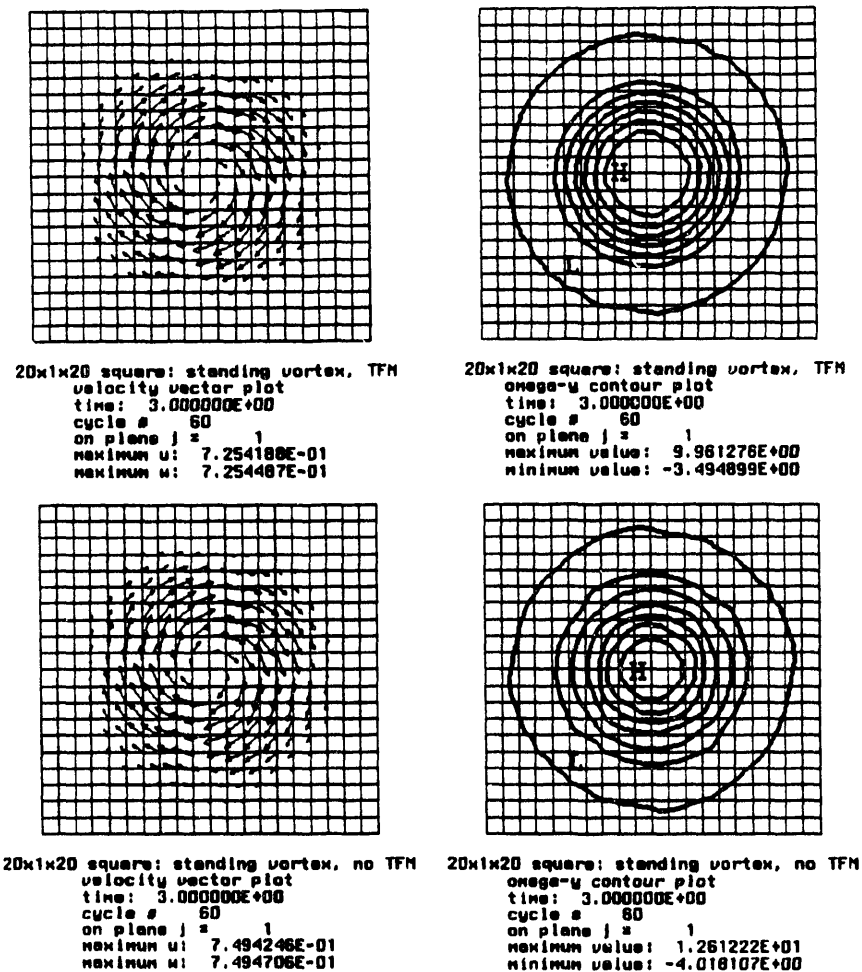 H
L
20x1x20 square: standing vortex, TFM
velocity vector plot
time: 3.000000E+00
cycle # 60
on plane j = 1
maximum u: 7.254188E-01
maximum w: 7.254487E-01
20x1x20 square: standing vortex, TFM
omega-y contour plot
time: 3.000000E+00
cycle # 60
on plane j = 1
maximum value: 9.961276E+00
minimum value: -3.494899E+00
H
L
20x1x20 square: standing vortex, no TFM
velocity vector plot
time: 3.000000E+00
cycle # 60
on plane j = 1
maximum u: 7.494246E-01
maximum w: 7.494706E-01
20x1x20 square: standing vortex, no TFM
omega-y contour plot
time: 3.000000E+00
cycle # 60
on plane j = 1
maximum value: 1.261222E+01
minimum value: -4.018107E+00